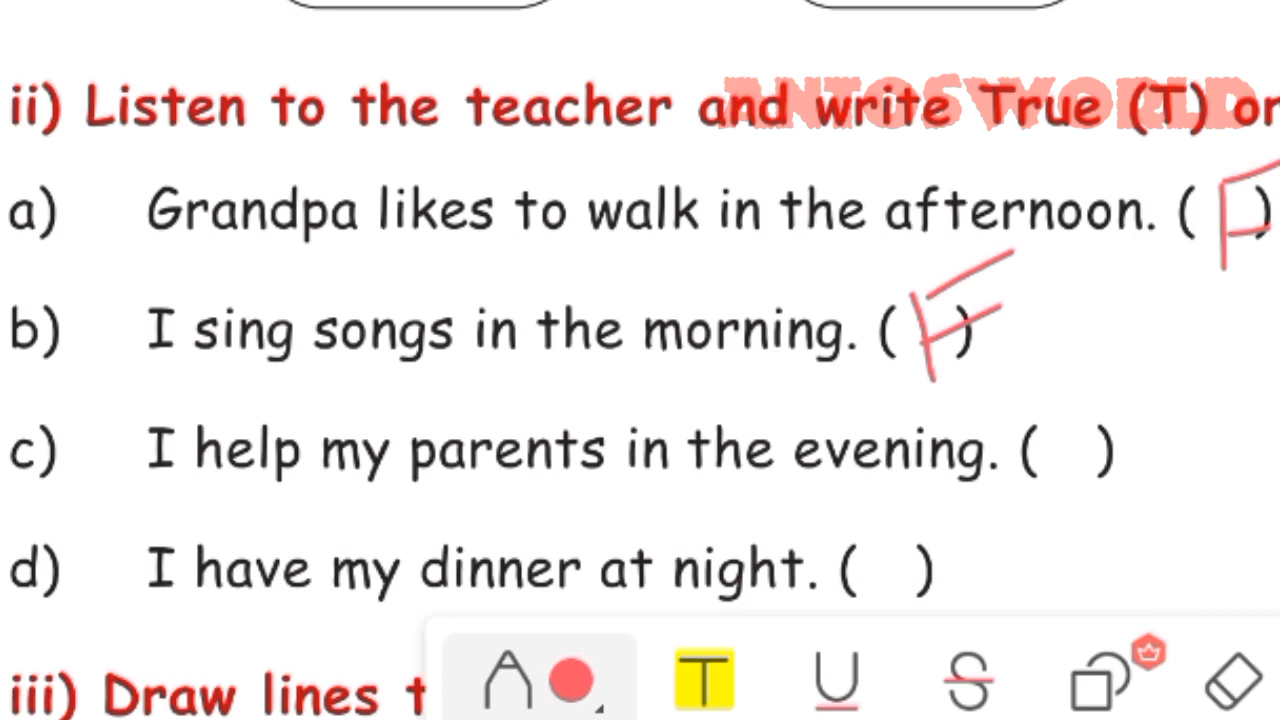 ANTOSWORLD
ii) Listen to the teacher and write True (T) or
a) Grandpa likes to walk in the afternoon. ( F )
b) I sing songs in the morning. ( F )
c) I help my parents in the evening. ( )
d) I have my dinner at night. ( )
iii) Draw lines t
T U S